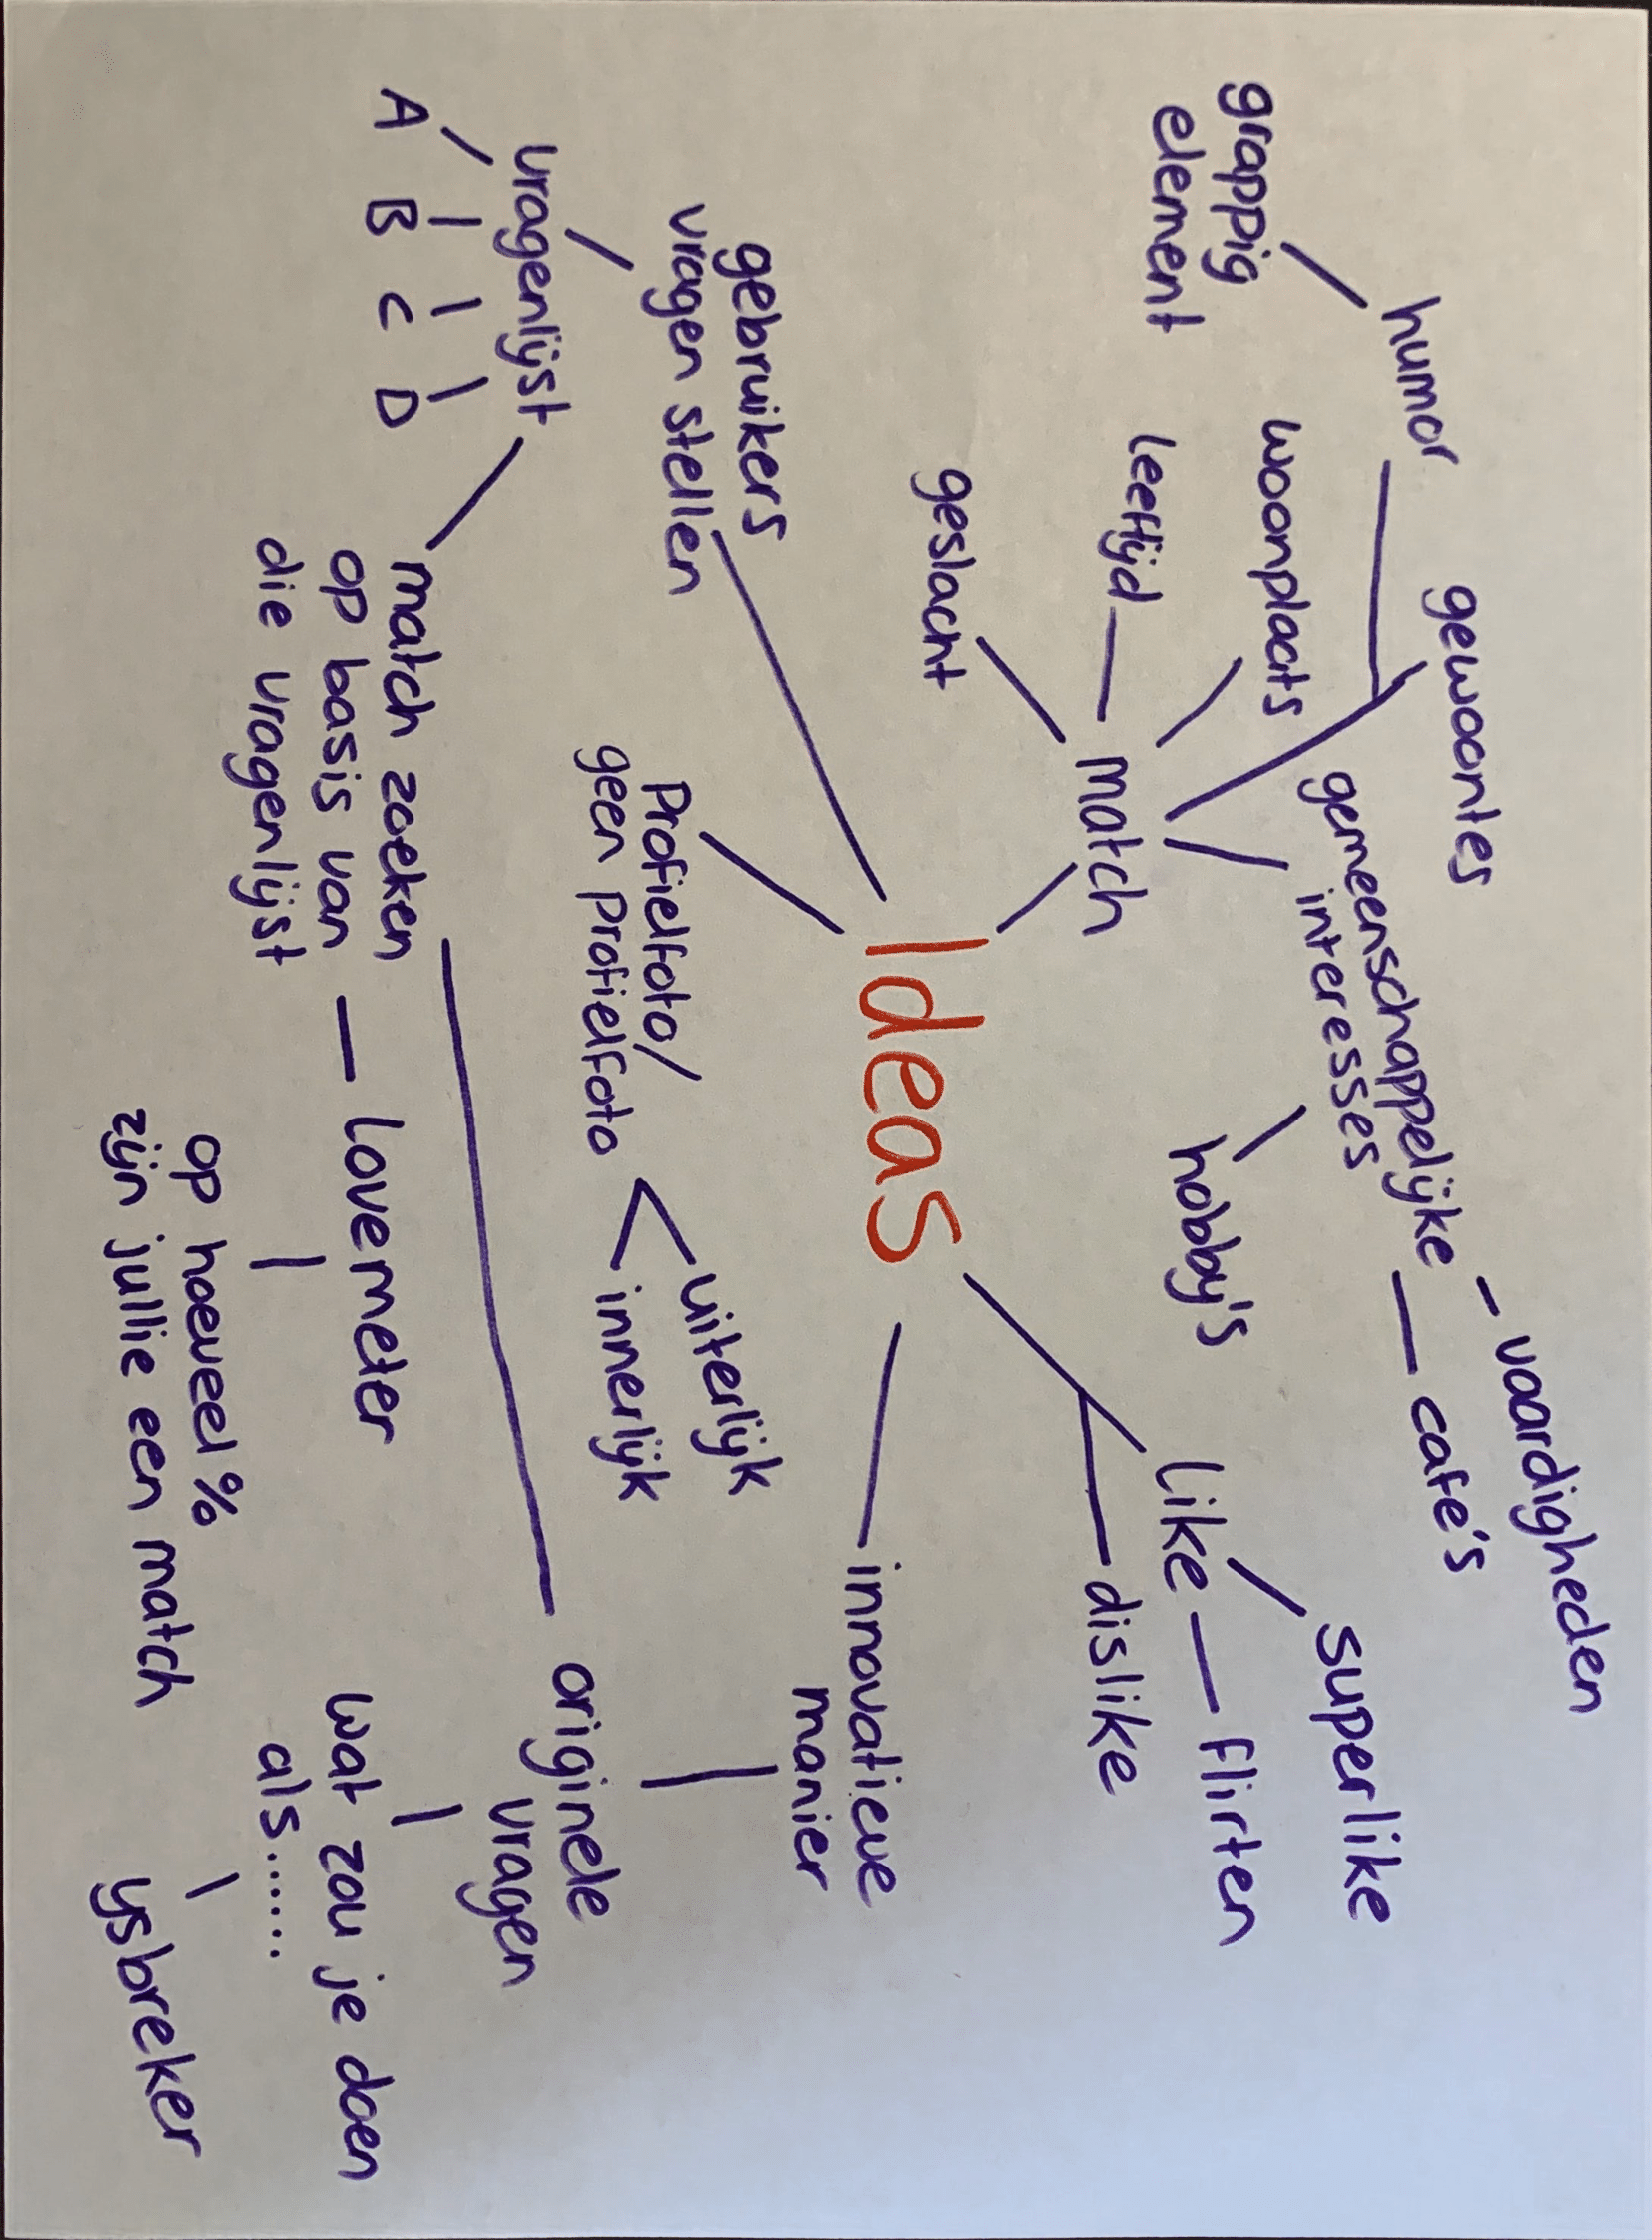 vaardigheden
gewoontes
café's
humor
gemeenschappelijke
interesses
superlike
grappig
element
woonplaats
hobby's
like
flirten
leeftijd
match
dislike
geslacht
Ideas
innovatieve
manier
gebruikers
vragen stellen
Profielfoto/
geen profielfoto
uiterlijk
innerlijk
vragenlijst
originele
vragen
A B C D
match zoeken
op basis van
die vragenlijst
lovemeter
wat zou je doen
als......
op hoeveel %
zijn jullie een match
ysbreker